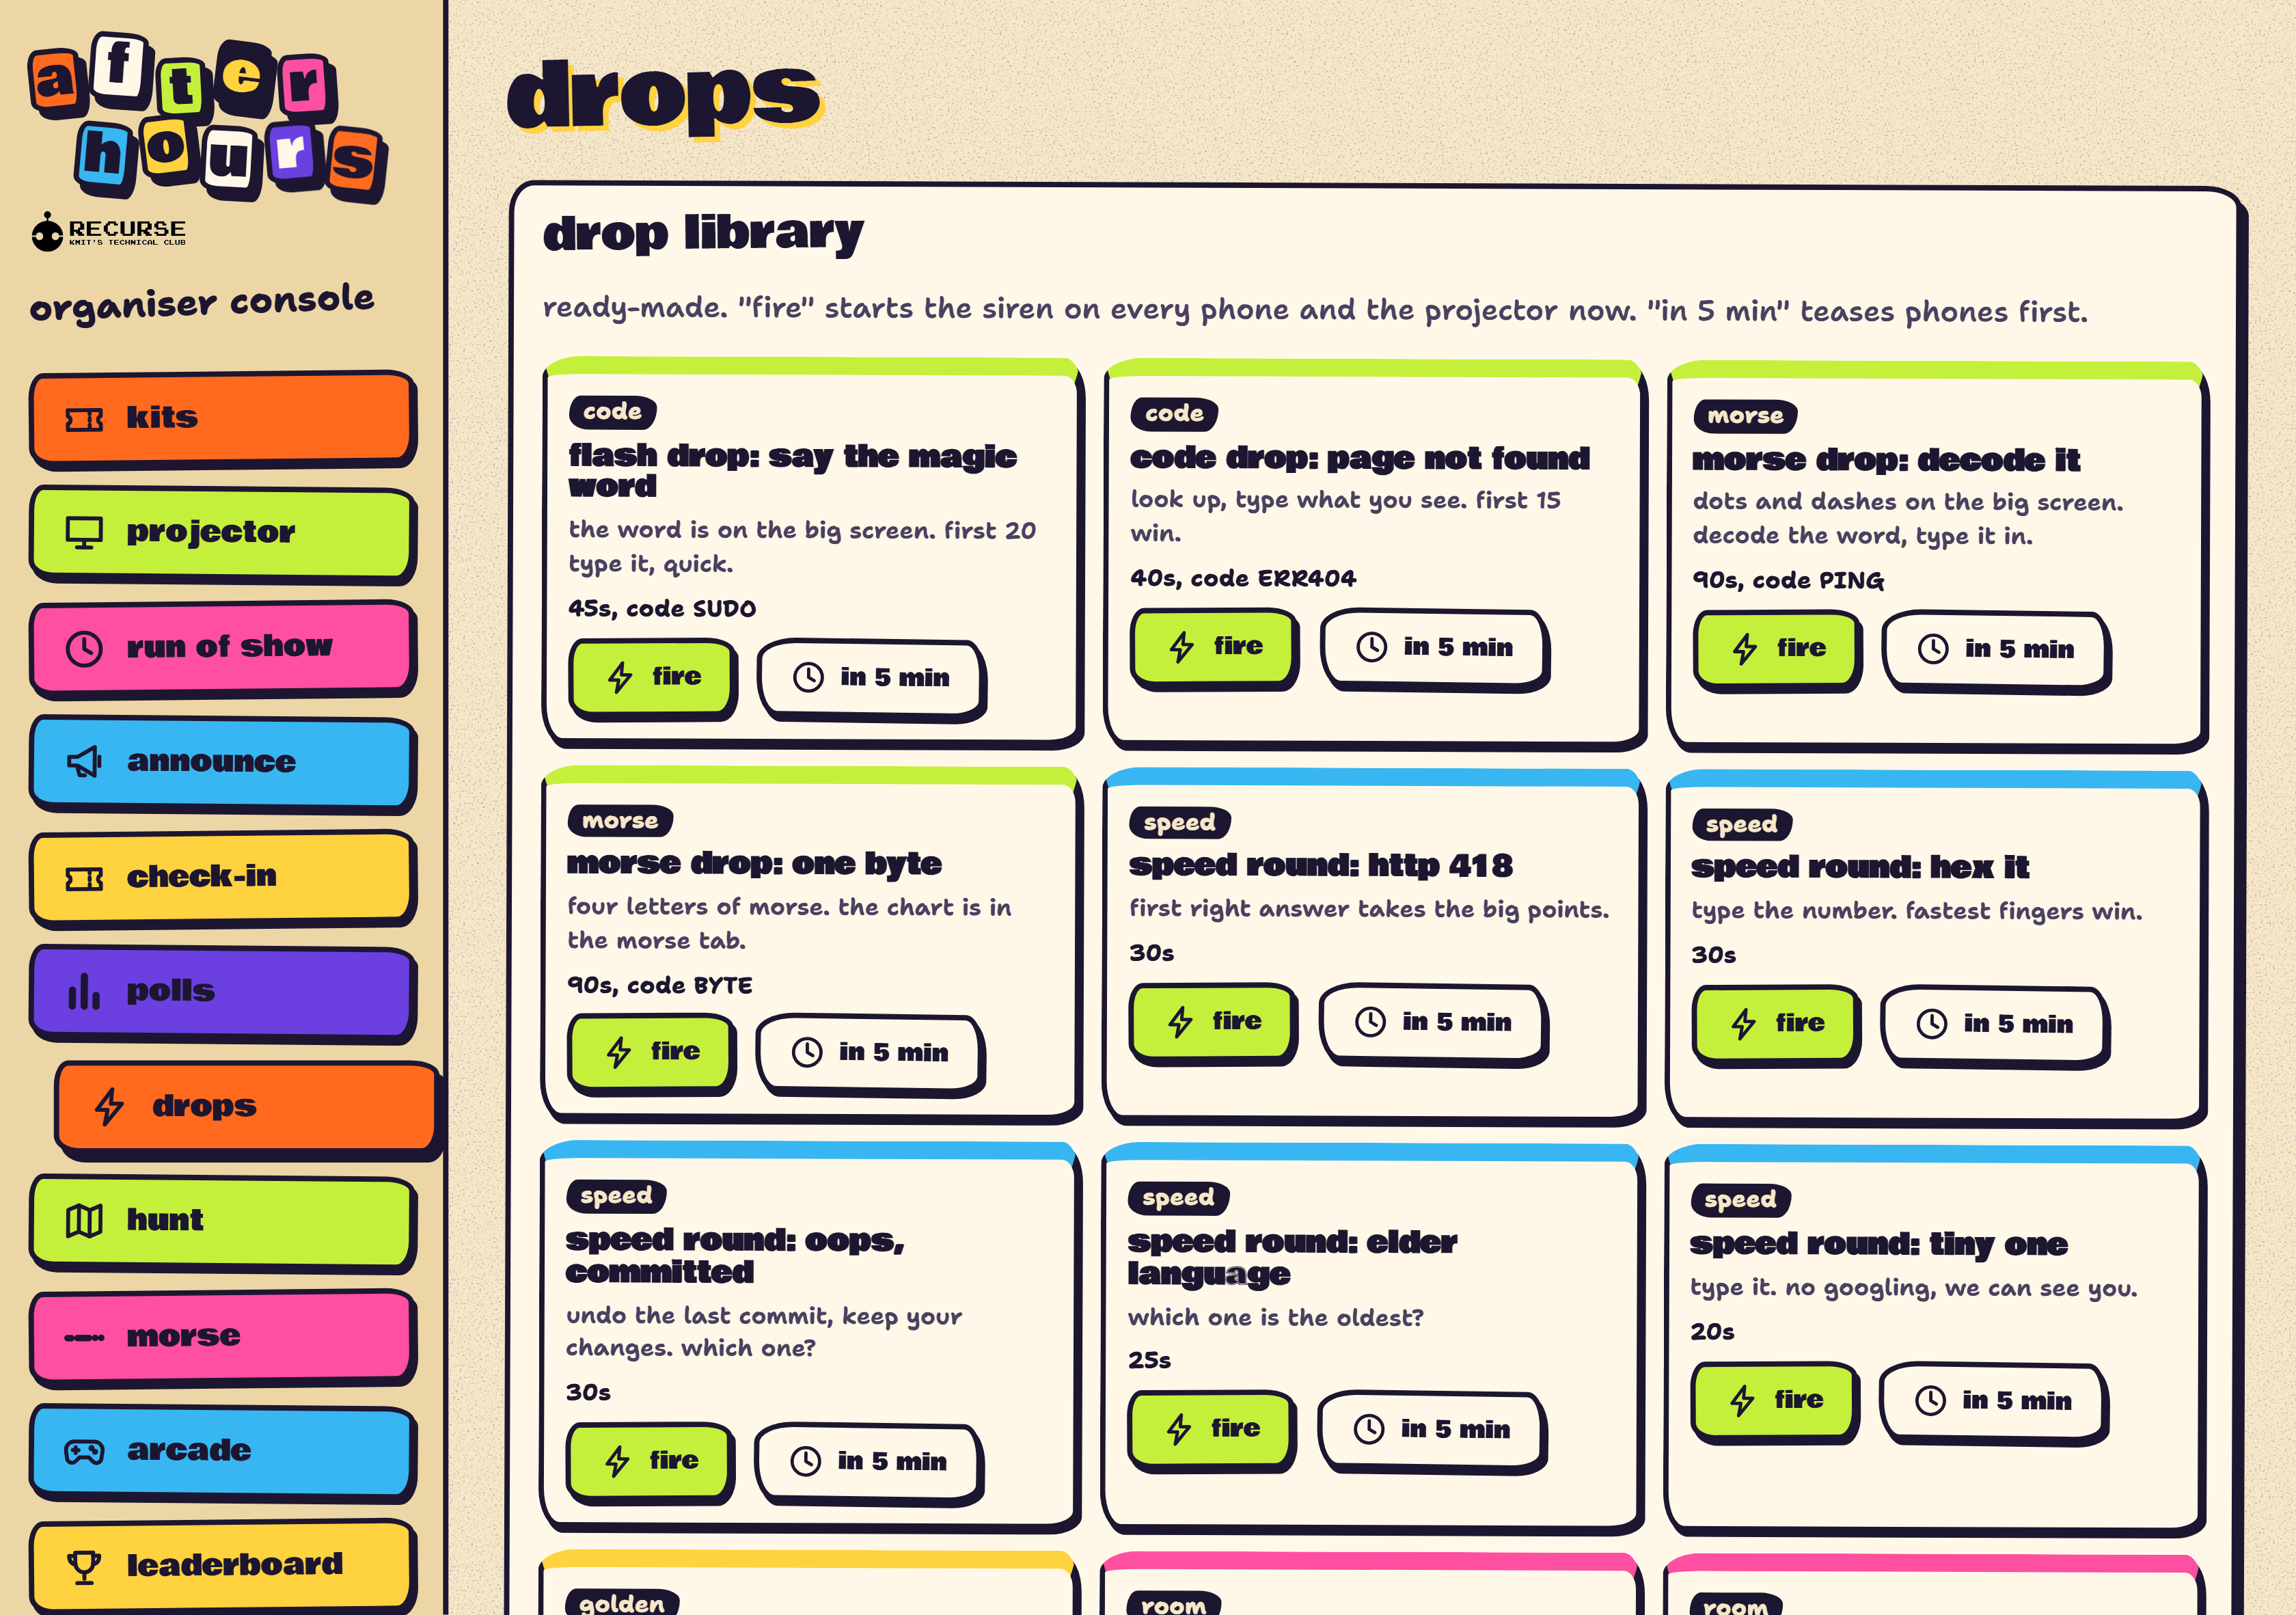 after
hours
RECURSE
KMIT'S TECHNICAL CLUB
organiser console
kits
projector
run of show
announce
check-in
polls
drops
hunt
morse
arcade
leaderboard
drops
drop library
ready-made. "fire" starts the siren on every phone and the projector now. "in 5 min" teases phones first.
code
flash drop: say the magic
word
the word is on the big screen. first 20
type it, quick.
45s, code SUDO
fire
in 5 min
code
code drop: page not found
look up, type what you see. first 15
win.
40s, code ERR404
fire
in 5 min
morse
morse drop: decode it
dots and dashes on the big screen.
decode the word, type it in.
90s, code PING
fire
in 5 min
morse
morse drop: one byte
four letters of morse. the chart is in
the morse tab.
90s, code BYTE
fire
in 5 min
speed
speed round: http 418
first right answer takes the big points.
30s
fire
in 5 min
speed
speed round: hex it
type the number. fastest fingers win.
30s
fire
in 5 min
speed
speed round: oops,
committed
undo the last commit, keep your
changes. which one?
30s
fire
in 5 min
speed
speed round: elder
language
which one is the oldest?
25s
fire
in 5 min
speed
speed round: tiny one
type it. no googling, we can see you.
20s
fire
in 5 min
golden
room
room